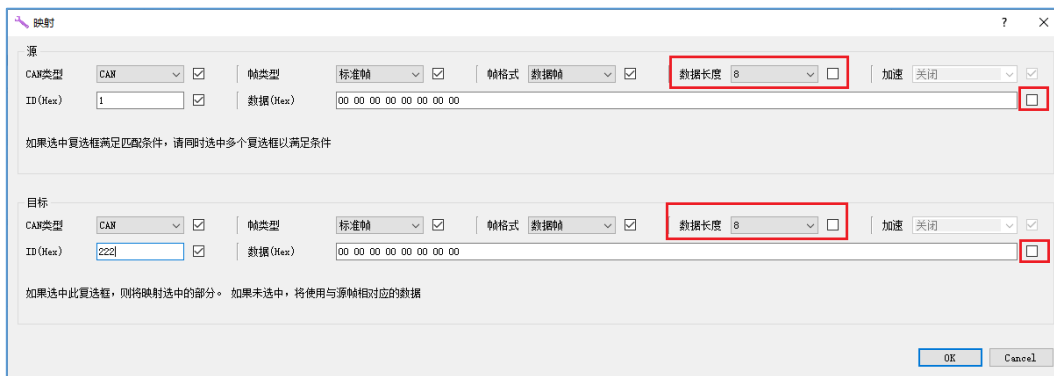 映射 ?
源
CAN类型 CAN 帧类型 标准帧 帧格式 数据帧 数据长度 8 加速 关闭
ID(Hex) 1 数据(Hex) 00 00 00 00 00 00 00 00
如果选中复选框满足匹配条件，请同时选中多个复选框以满足条件
目标
CAN类型 CAN 帧类型 标准帧 帧格式 数据帧 数据长度 8 加速 关闭
ID(Hex) 222 数据(Hex) 00 00 00 00 00 00 00 00
如果选中此复选框，则将映射选中的部分。 如果未选中，将使用与源帧相对应的数据
OK Cancel